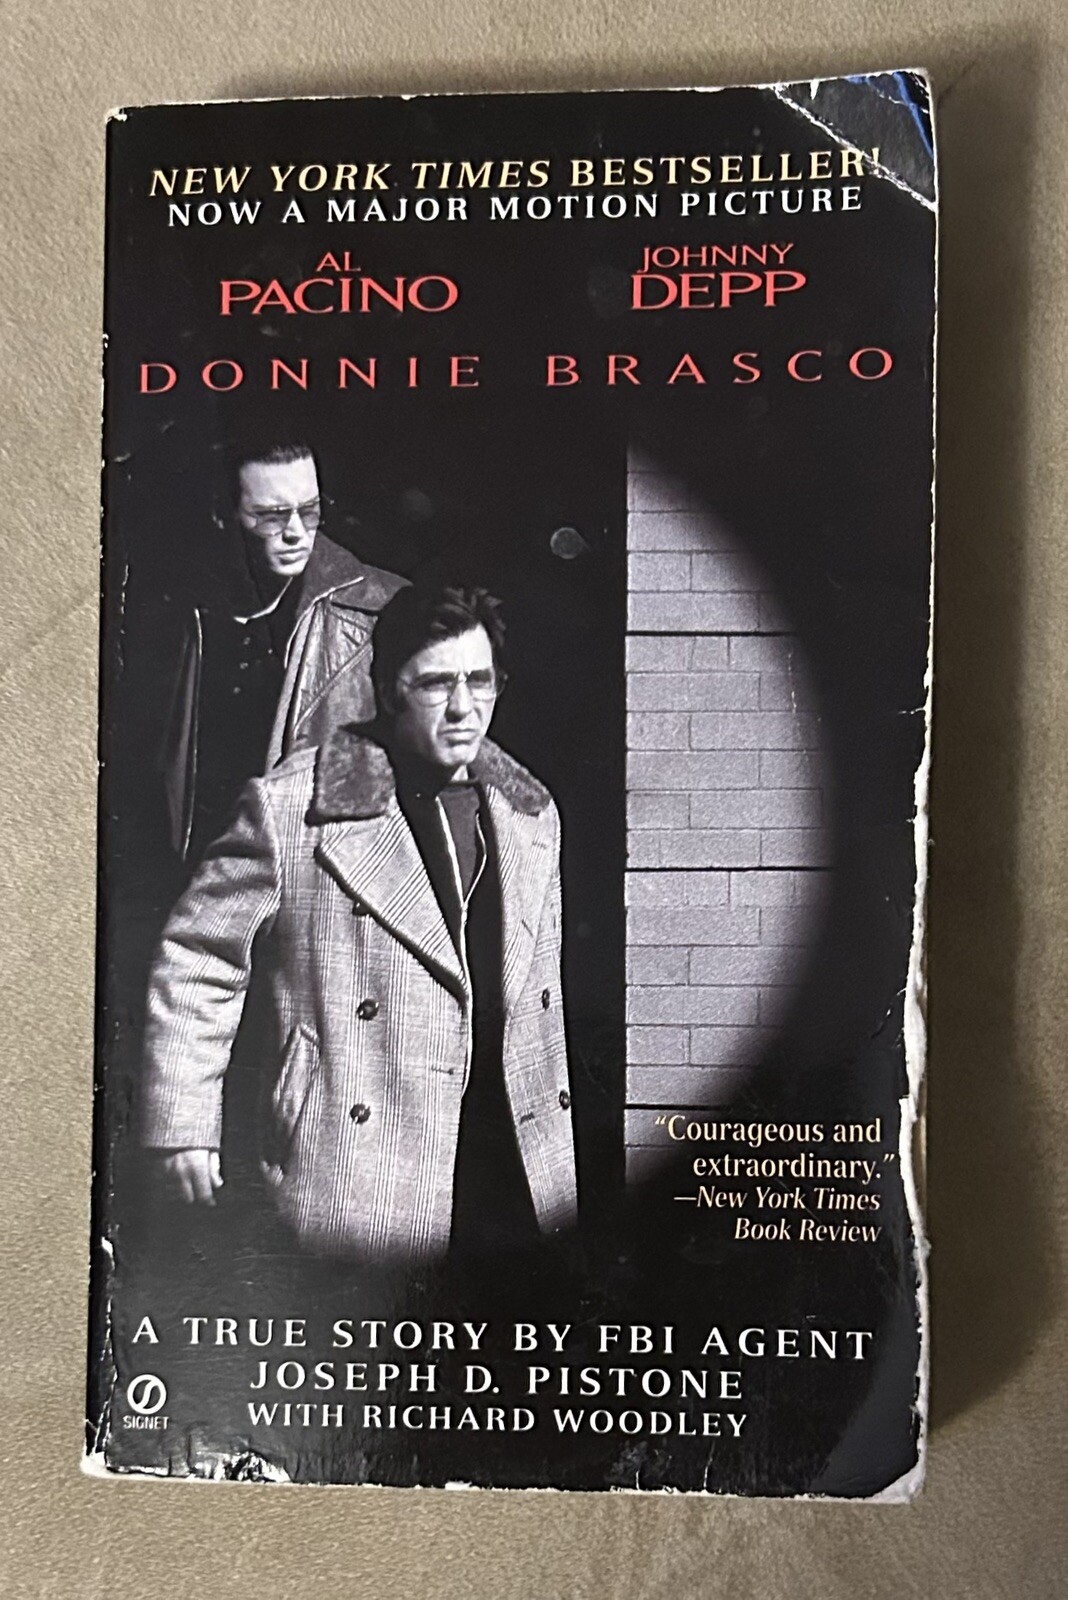 NEW YORK TIMES BESTSELLER!
NOW A MAJOR MOTION PICTURE
AL
PACINO
JOHNNY
DEPP
DONNIE BRASCO
“Courageous and
extraordinary.”
—New York Times
Book Review
A TRUE STORY BY FBI AGENT
JOSEPH D. PISTONE
WITH RICHARD WOODLEY
SIGNET